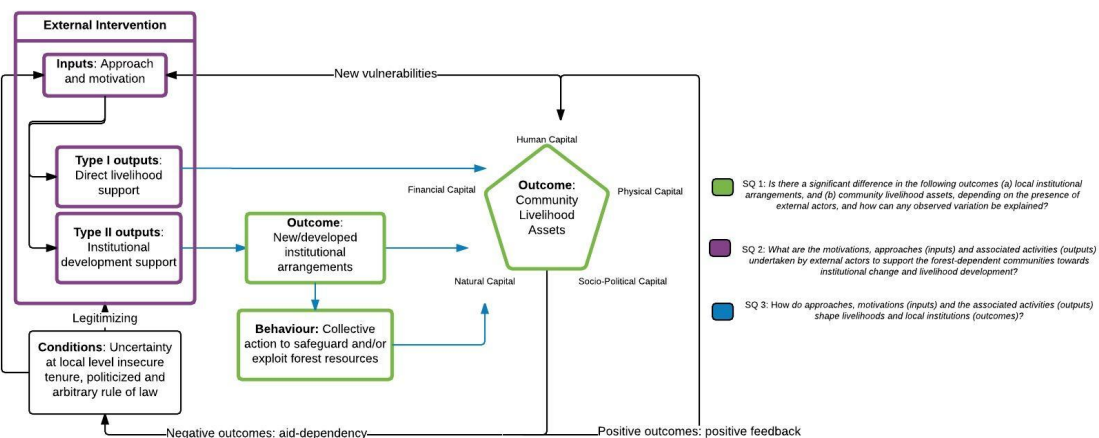 External Intervention
Inputs: Approach
and motivation
New vulnerabilities
Type I outputs:
Direct livelihood
support
Type II outputs:
Institutional
development support
Legitimizing
Conditions: Uncertainty
at local level insecure
tenure, politicized and
arbitrary rule of law
Outcome:
New/developed
institutional
arrangements
Behaviour: Collective
action to safeguard and/or
exploit forest resources
Human Capital
Financial Capital
Physical Capital
Outcome:
Community
Livelihood
Assets
Natural Capital
Socio-Political Capital
Negative outcomes: aid-dependency
Positive outcomes: positive feedback
SQ 1: Is there a significant difference in the following outcomes (a) local institutional
arrangements, and (b) community livelihood assets, depending on the presence of
external actors, and how can any observed variation be explained?
SQ 2: What are the motivations, approaches (inputs) and associated activities (outputs)
undertaken by external actors to support the forest-dependent communities towards
institutional change and livelihood development?
SQ 3: How do approaches, motivations (inputs) and the associated activities (outputs)
shape livelihoods and local institutions (outcomes)?